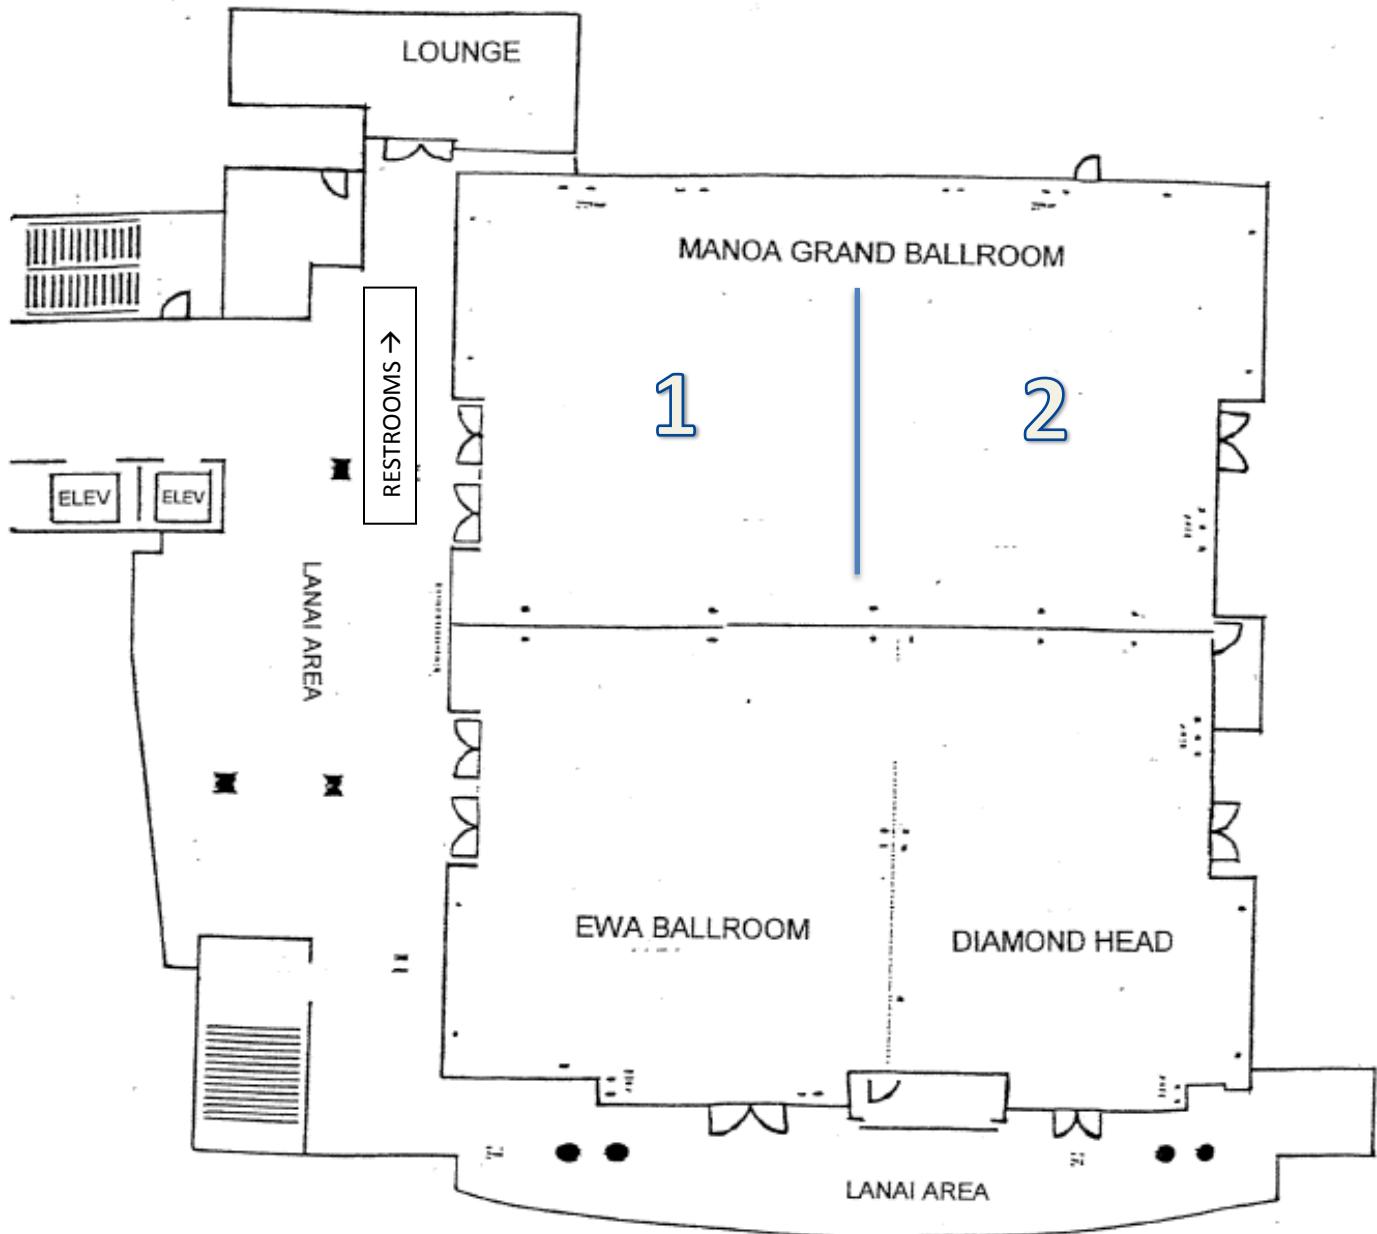 LOUNGE
MANOA GRAND BALLROOM
RESTROOMS →
1
2
ELEV
ELEV
LANAI AREA
EWA BALLROOM
DIAMOND HEAD
LANAI AREA